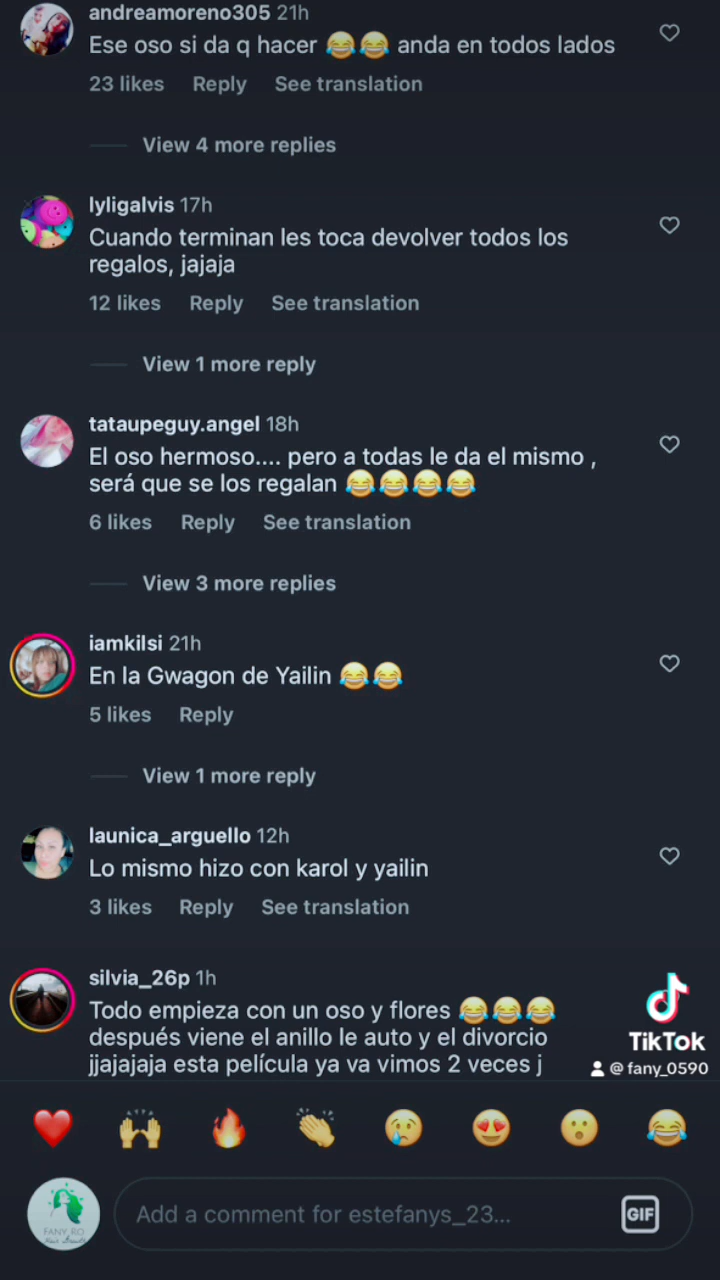 andreamoreno305 21h
Ese oso si da q hacer 😂😂 anda en todos lados
23 likes Reply See translation
View 4 more replies
lyligalvis 17h
Cuando terminan les toca devolver todos los
regalos, jajaja
12 likes Reply See translation
View 1 more reply
tataupeguy.angel 18h
El oso hermoso.... pero a todas le da el mismo ,
será que se los regalan 😂😂😂😂
6 likes Reply See translation
View 3 more replies
iamkilsi 21h
En la Gwagon de Yailin 😂😂
5 likes Reply
View 1 more reply
launica_arguello 12h
Lo mismo hizo con karol y yailin
3 likes Reply See translation
silvia_26p 1h
Todo empieza con un oso y flores 😂😂😂
después viene el anillo le auto y el divorcio
jjajajaja esta película ya va vimos 2 veces j
TikTok
@fany_0590
❤️ 🙌 🔥 👏 😢 😍 😮 😂
FANY RO
Add a comment for estefanys_23...
GIF